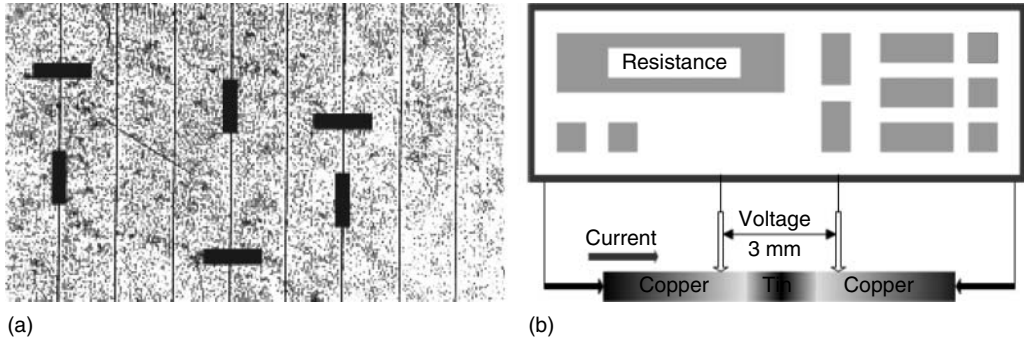 Resistance
Voltage
3 mm
Current
Copper
Tin
Copper
(a)
(b)